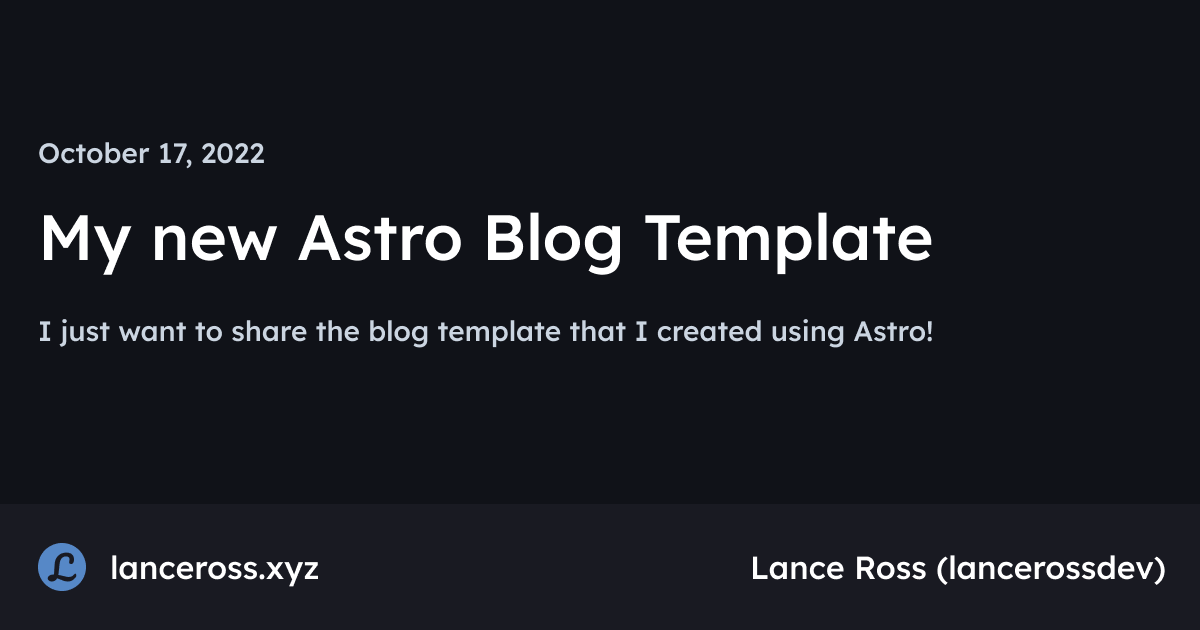 October 17, 2022
My new Astro Blog Template
I just want to share the blog template that I created using Astro!
L lanceross.xyz
Lance Ross (lancerossdev)